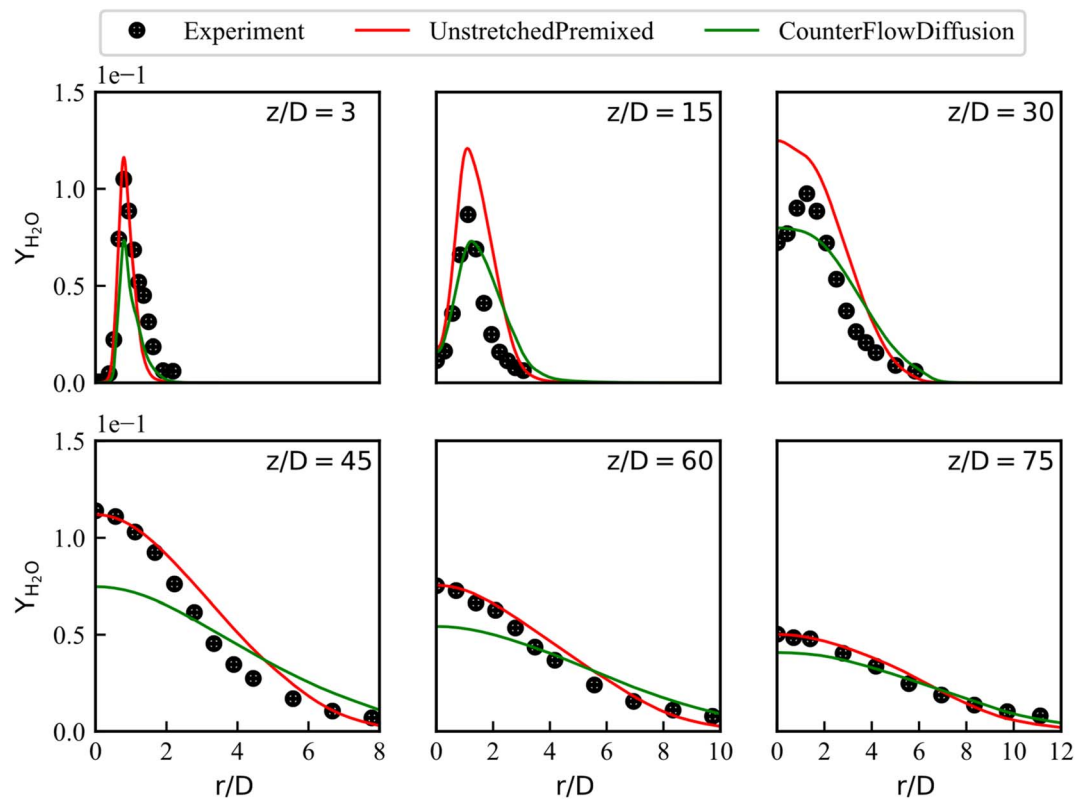 Experiment UnstretchedPremixed CounterFlowDiffusion
1e−1
1.5 z/D = 3 z/D = 15 z/D = 30
1.0
Y_H₂O
0.5
0.0
1e−1
1.5 z/D = 45 z/D = 60 z/D = 75
1.0
Y_H₂O
0.5
0.0
0 2 4 6 8 0 2 4 6 8 10 0 2 4 6 8 10 12
r/D r/D r/D